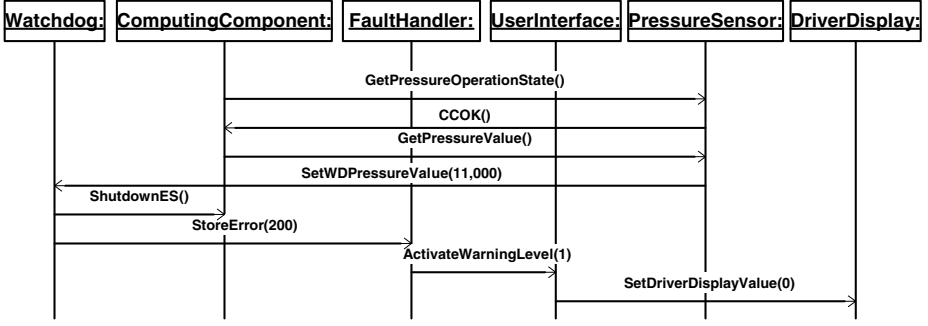 Watchdog: ComputingComponent: FaultHandler: UserInterface: PressureSensor: DriverDisplay:
GetPressureOperationState()
CCOK()
GetPressureValue()
SetWDPressureValue(11,000)
ShutdownES()
StoreError(200)
ActivateWarningLevel(1)
SetDriverDisplayValue(0)